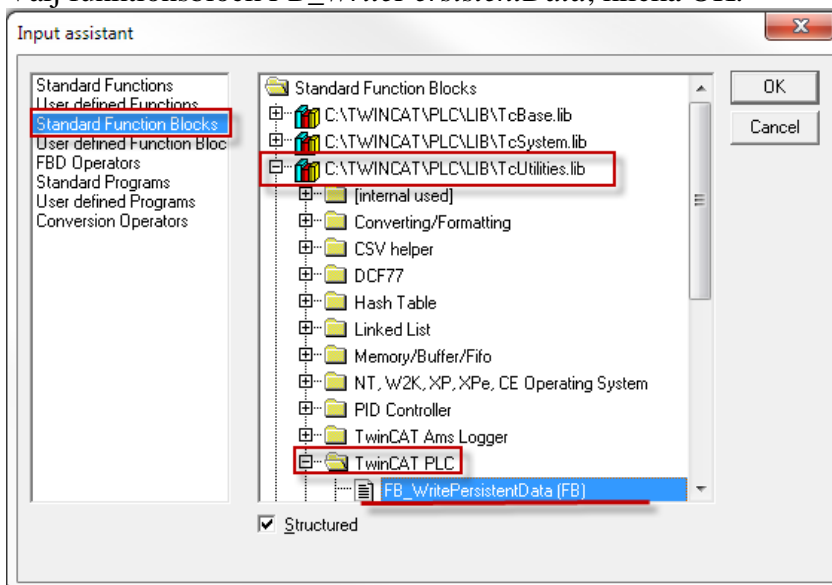 Välj funktionsblock FB_WritePersistentData, klicka OK.
Input assistant
Standard Functions
User defined Functions
Standard Function Blocks
User defined Function Bloc
FBD Operators
Standard Programs
User defined Programs
Conversion Operators
Standard Function Blocks
C:\TWINCAT\PLC\LIB\TcBase.lib
C:\TWINCAT\PLC\LIB\TcSystem.lib
C:\TWINCAT\PLC\LIB\TcUtilities.lib
[internal used]
Converting/Formatting
CSV helper
DCF77
Hash Table
Linked List
Memory/Buffer/Fifo
NT, W2K, XP, XPe, CE Operating System
PID Controller
TwinCAT Ams Logger
TwinCAT PLC
FB_WritePersistentData (FB)
Structured
OK
Cancel